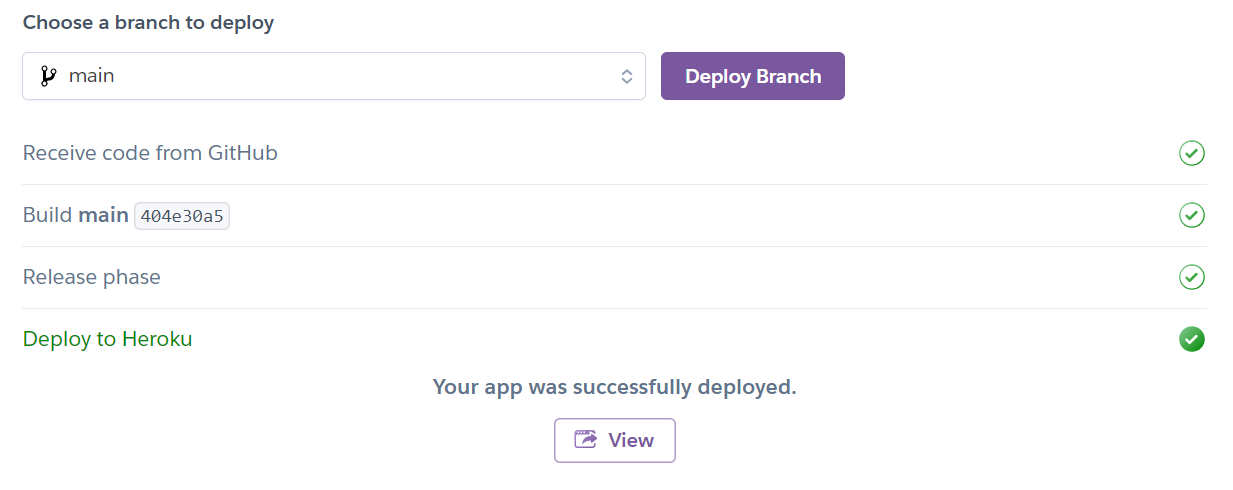 Choose a branch to deploy
main
Deploy Branch
Receive code from GitHub
Build main 404e30a5
Release phase
Deploy to Heroku
Your app was successfully deployed.
View